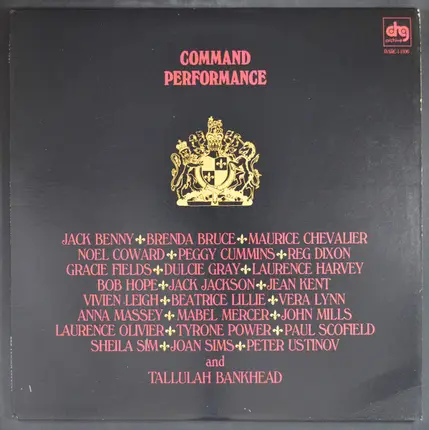 drg
COMMAND
PERFORMANCE
JACK BENNY BRENDA BRUCE MAURICE CHEVALIER
NOEL COWARD PEGGY CUMMINS REG DIXON
GRACIE FIELDS DULCIE GRAY LAURENCE HARVEY
BOB HOPE JACK JACKSON JEAN KENT
VIVIEN LEIGH BEATRICE LILLIE VERA LYNN
ANNA MASSEY MABEL MERCER JOHN MILLS
LAURENCE OLIVIER TYRONE POWER PAUL SCOFIELD
SHEILA SIM JOAN SIMS PETER USTINOV
and
TALLULAH BANKHEAD